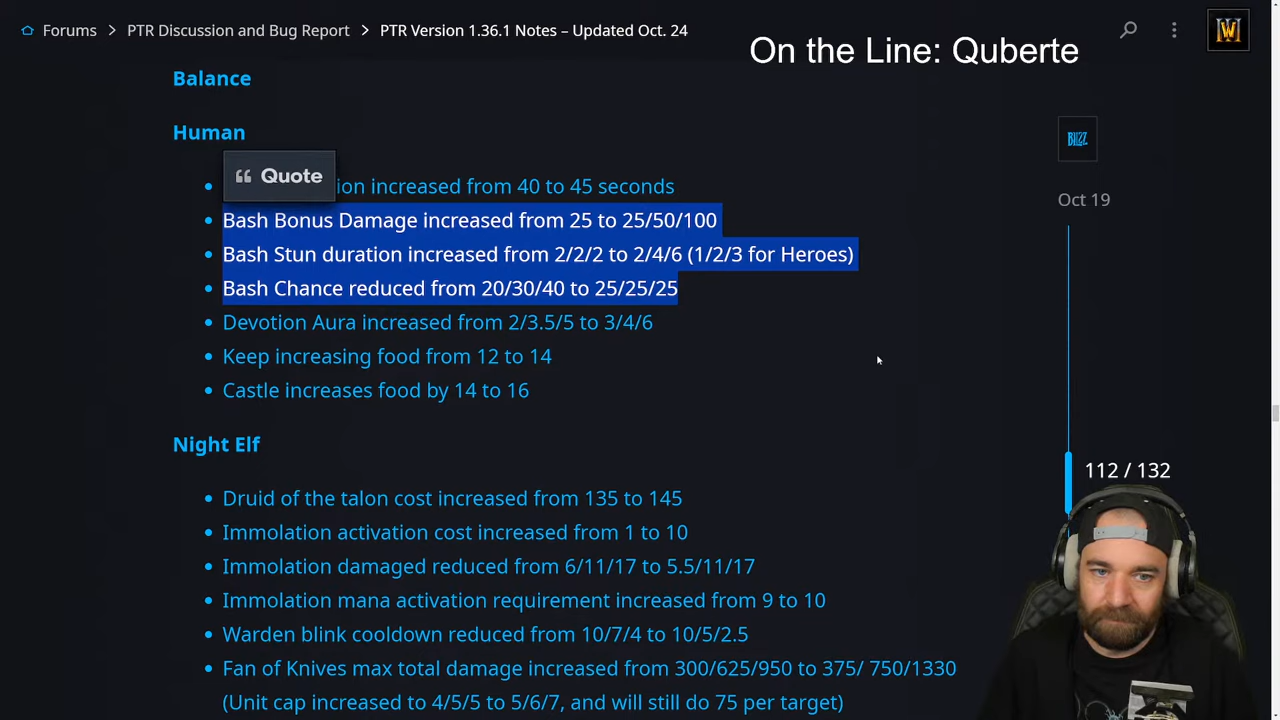 Forums > PTR Discussion and Bug Report > PTR Version 1.36.1 Notes – Updated Oct. 24
On the Line: Quberte
Balance
Human
Quote
ion increased from 40 to 45 seconds
Bash Bonus Damage increased from 25 to 25/50/100
Bash Stun duration increased from 2/2/2 to 2/4/6 (1/2/3 for Heroes)
Bash Chance reduced from 20/30/40 to 25/25/25
Devotion Aura increased from 2/3.5/5 to 3/4/6
Keep increasing food from 12 to 14
Castle increases food by 14 to 16
Night Elf
Druid of the talon cost increased from 135 to 145
Immolation activation cost increased from 1 to 10
Immolation damaged reduced from 6/11/17 to 5.5/11/17
Immolation mana activation requirement increased from 9 to 10
Warden blink cooldown reduced from 10/7/4 to 10/5/2.5
Fan of Knives max total damage increased from 300/625/950 to 375/ 750/1330
(Unit cap increased to 4/5/5 to 5/6/7, and will still do 75 per target)
BLIZZ
Oct 19
112 / 132